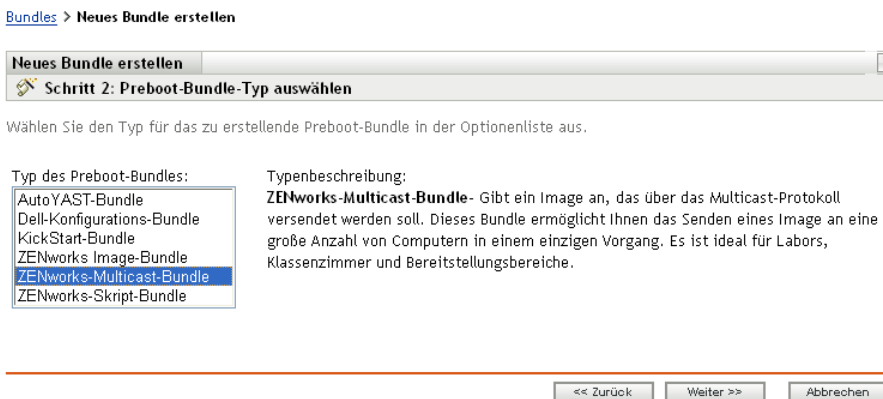 Bundles > Neues Bundle erstellen
Neues Bundle erstellen
Schritt 2: Preboot-Bundle-Typ auswählen
Wählen Sie den Typ für das zu erstellende Preboot-Bundle in der Optionenliste aus.
Typ des Preboot-Bundles:
AutoYAST-Bundle
Dell-Konfigurations-Bundle
KickStart-Bundle
ZENworks Image-Bundle
ZENworks-Multicast-Bundle
ZENworks-Skript-Bundle
Typenbeschreibung:
ZENworks-Multicast-Bundle- Gibt ein Image an, das über das Multicast-Protokoll
versendet werden soll. Dieses Bundle ermöglicht Ihnen das Senden eines Image an eine
große Anzahl von Computern in einem einzigen Vorgang. Es ist ideal für Labors,
Klassenzimmer und Bereitstellungsbereiche.
<< Zurück
Weiter >>
Abbrechen